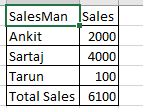 SalesMan Sales
Ankit 2000
Sartaj 4000
Tarun 100
Total Sales 6100